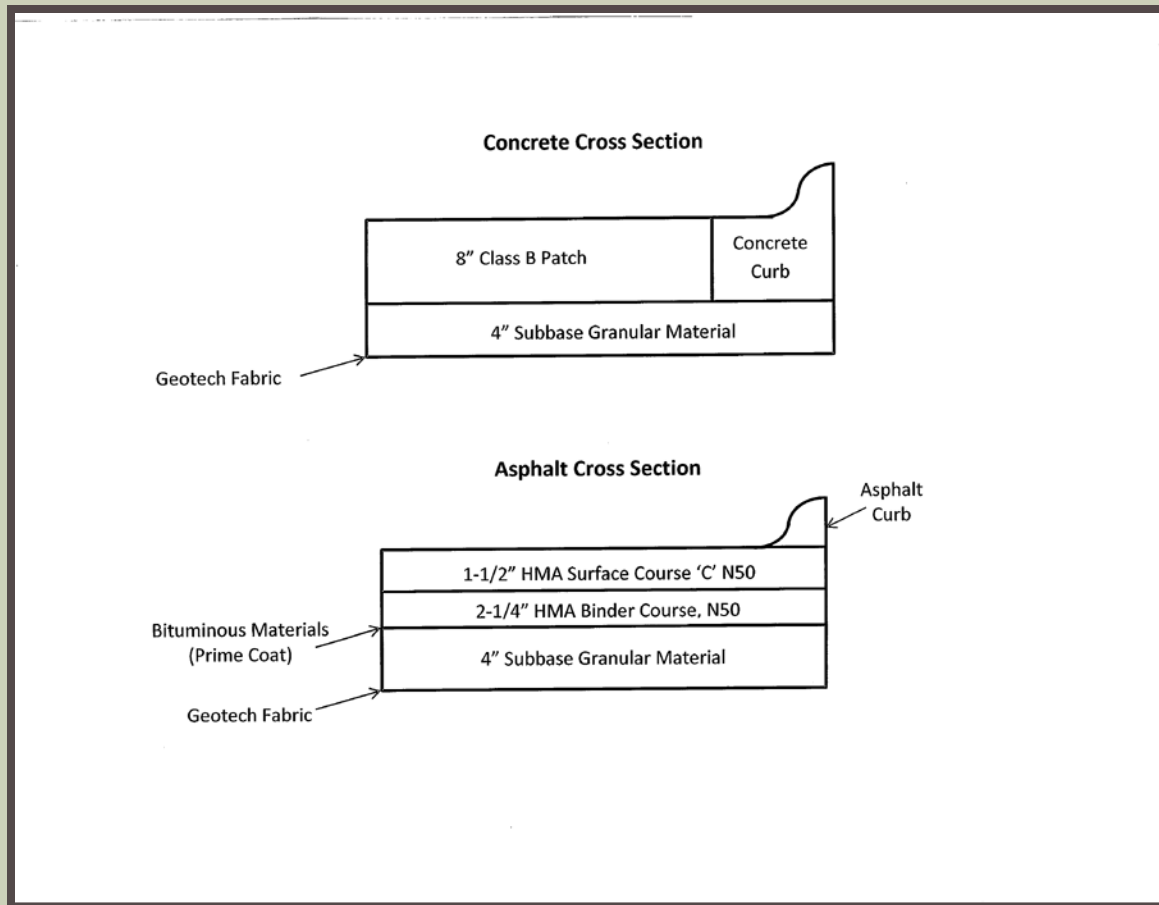 Concrete Cross Section
8” Class B Patch
Concrete
Curb
4” Subbase Granular Material
Geotech Fabric
Asphalt Cross Section
Asphalt
Curb
1-1/2” HMA Surface Course ‘C’ N50
2-1/4” HMA Binder Course, N50
Bituminous Materials
(Prime Coat)
4” Subbase Granular Material
Geotech Fabric